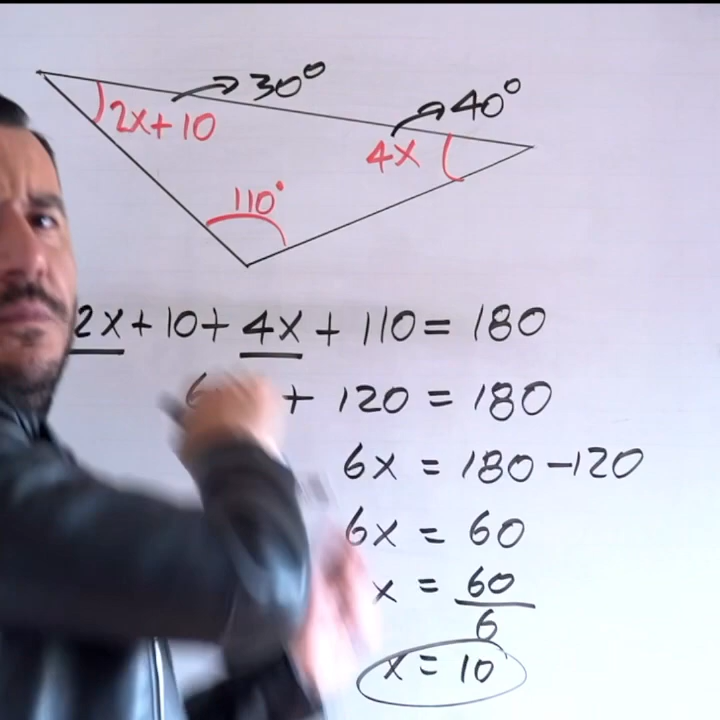 30° 40°
2x+10 4x
110°
2x+10+4x+110=180
+ 120 = 180
6x = 180-120
6x = 60
x = 60/6
x = 10